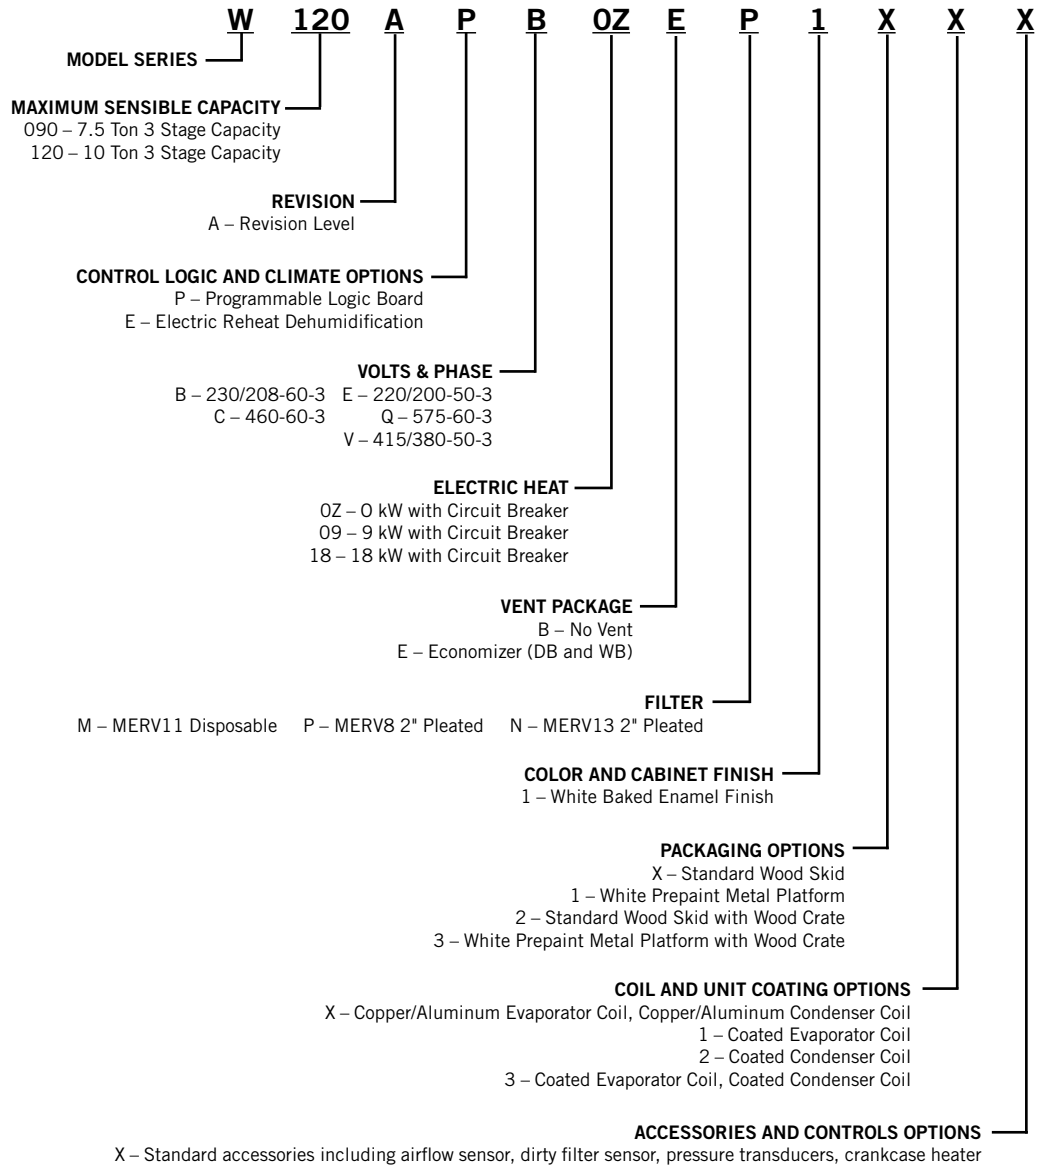 W 120 A P B 0Z E P 1 X X X
MODEL SERIES
MAXIMUM SENSIBLE CAPACITY
090 – 7.5 Ton 3 Stage Capacity
120 – 10 Ton 3 Stage Capacity
REVISION
A – Revision Level
CONTROL LOGIC AND CLIMATE OPTIONS
P – Programmable Logic Board
E – Electric Reheat Dehumidification
VOLTS & PHASE
B – 230/208-60-3 E – 220/200-50-3
C – 460-60-3 Q – 575-60-3
V – 415/380-50-3
ELECTRIC HEAT
0Z – O kW with Circuit Breaker
09 – 9 kW with Circuit Breaker
18 – 18 kW with Circuit Breaker
VENT PACKAGE
B – No Vent
E – Economizer (DB and WB)
FILTER
M – MERV11 Disposable P – MERV8 2" Pleated N – MERV13 2" Pleated
COLOR AND CABINET FINISH
1 – White Baked Enamel Finish
PACKAGING OPTIONS
X – Standard Wood Skid
1 – White Prepaint Metal Platform
2 – Standard Wood Skid with Wood Crate
3 – White Prepaint Metal Platform with Wood Crate
COIL AND UNIT COATING OPTIONS
X – Copper/Aluminum Evaporator Coil, Copper/Aluminum Condenser Coil
1 – Coated Evaporator Coil
2 – Coated Condenser Coil
3 – Coated Evaporator Coil, Coated Condenser Coil
ACCESSORIES AND CONTROLS OPTIONS
X – Standard accessories including airflow sensor, dirty filter sensor, pressure transducers, crankcase heater